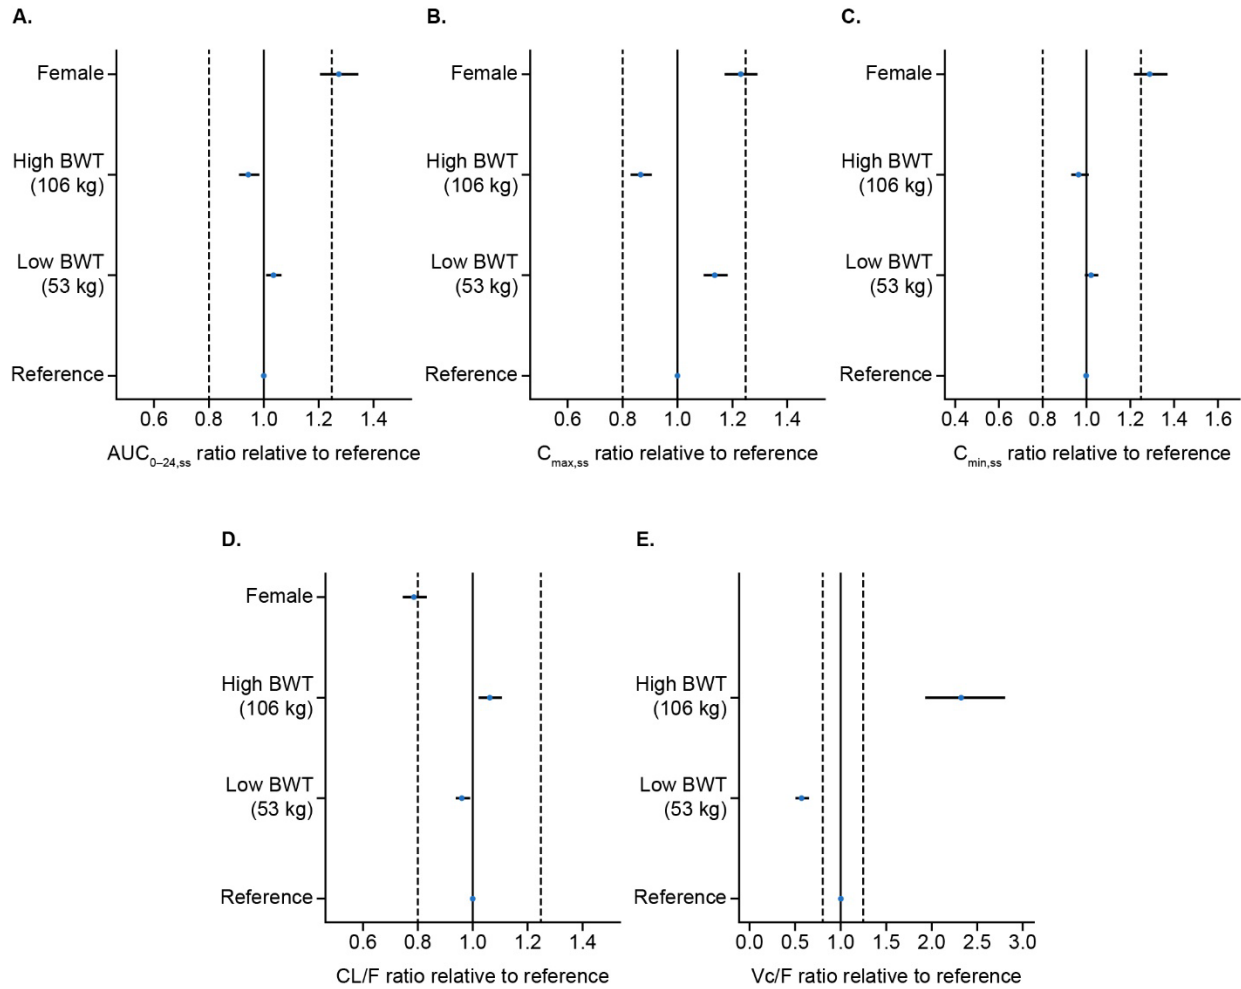 A.
Female
High BWT
(106 kg)
Low BWT
(53 kg)
Reference
0.6 0.8 1.0 1.2 1.4
AUC0–24,ss ratio relative to reference
B.
Female
High BWT
(106 kg)
Low BWT
(53 kg)
Reference
0.6 0.8 1.0 1.2 1.4
Cmax,ss ratio relative to reference
C.
Female
High BWT
(106 kg)
Low BWT
(53 kg)
Reference
0.4 0.6 0.8 1.0 1.2 1.4 1.6
Cmin,ss ratio relative to reference
D.
Female
High BWT
(106 kg)
Low BWT
(53 kg)
Reference
0.6 0.8 1.0 1.2 1.4
CL/F ratio relative to reference
E.
High BWT
(106 kg)
Low BWT
(53 kg)
Reference
0.0 0.5 1.0 1.5 2.0 2.5 3.0
Vc/F ratio relative to reference